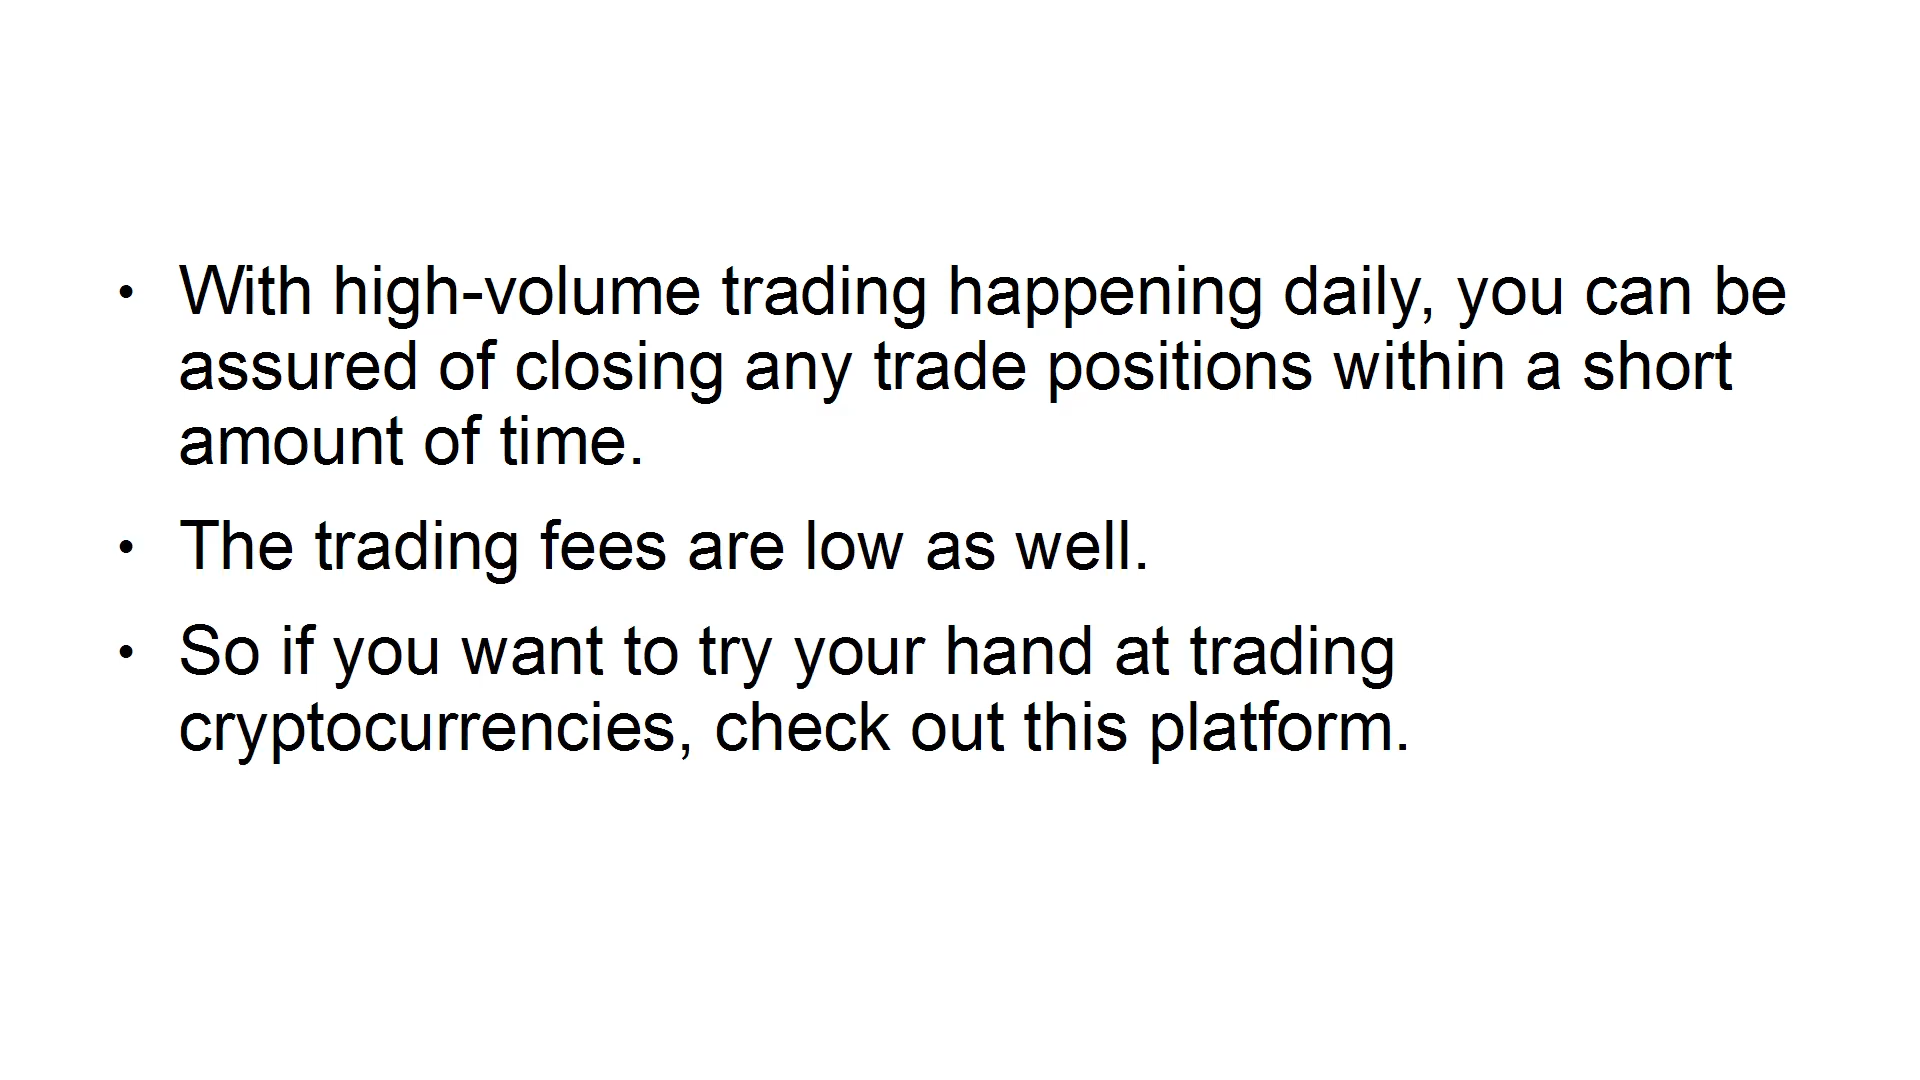 • With high-volume trading happening daily, you can be
assured of closing any trade positions within a short
amount of time.
• The trading fees are low as well.
• So if you want to try your hand at trading
cryptocurrencies, check out this platform.